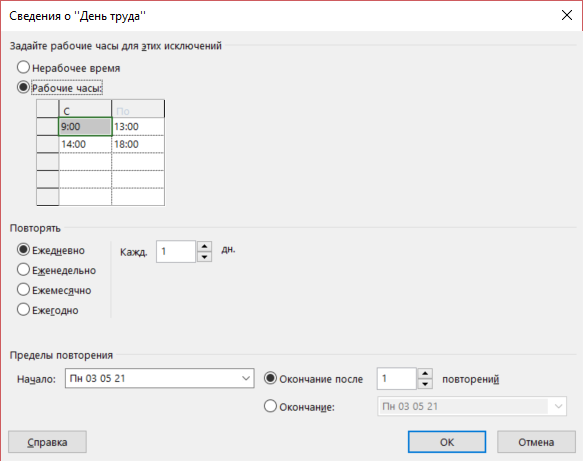 Сведения о "День труда"
Задайте рабочие часы для этих исключений
Нерабочее время
Рабочие часы:
С По
9:00 13:00
14:00 18:00
Повторять
Ежедневно
Кажд. 1 дн.
Еженедельно
Ежемесячно
Ежегодно
Пределы повторения
Начало: Пн 03 05 21 Окончание после 1 повторений
Окончание: Пн 03 05 21
Справка ОК Отмена